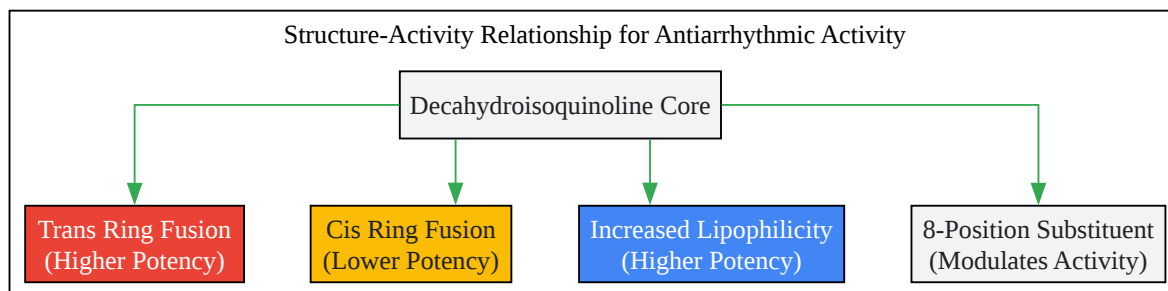 Structure-Activity Relationship for Antiarrhythmic Activity
Decahydroisoquinoline Core
Trans Ring Fusion
(Higher Potency)
Cis Ring Fusion
(Lower Potency)
Increased Lipophilicity
(Higher Potency)
8-Position Substituent
(Modulates Activity)